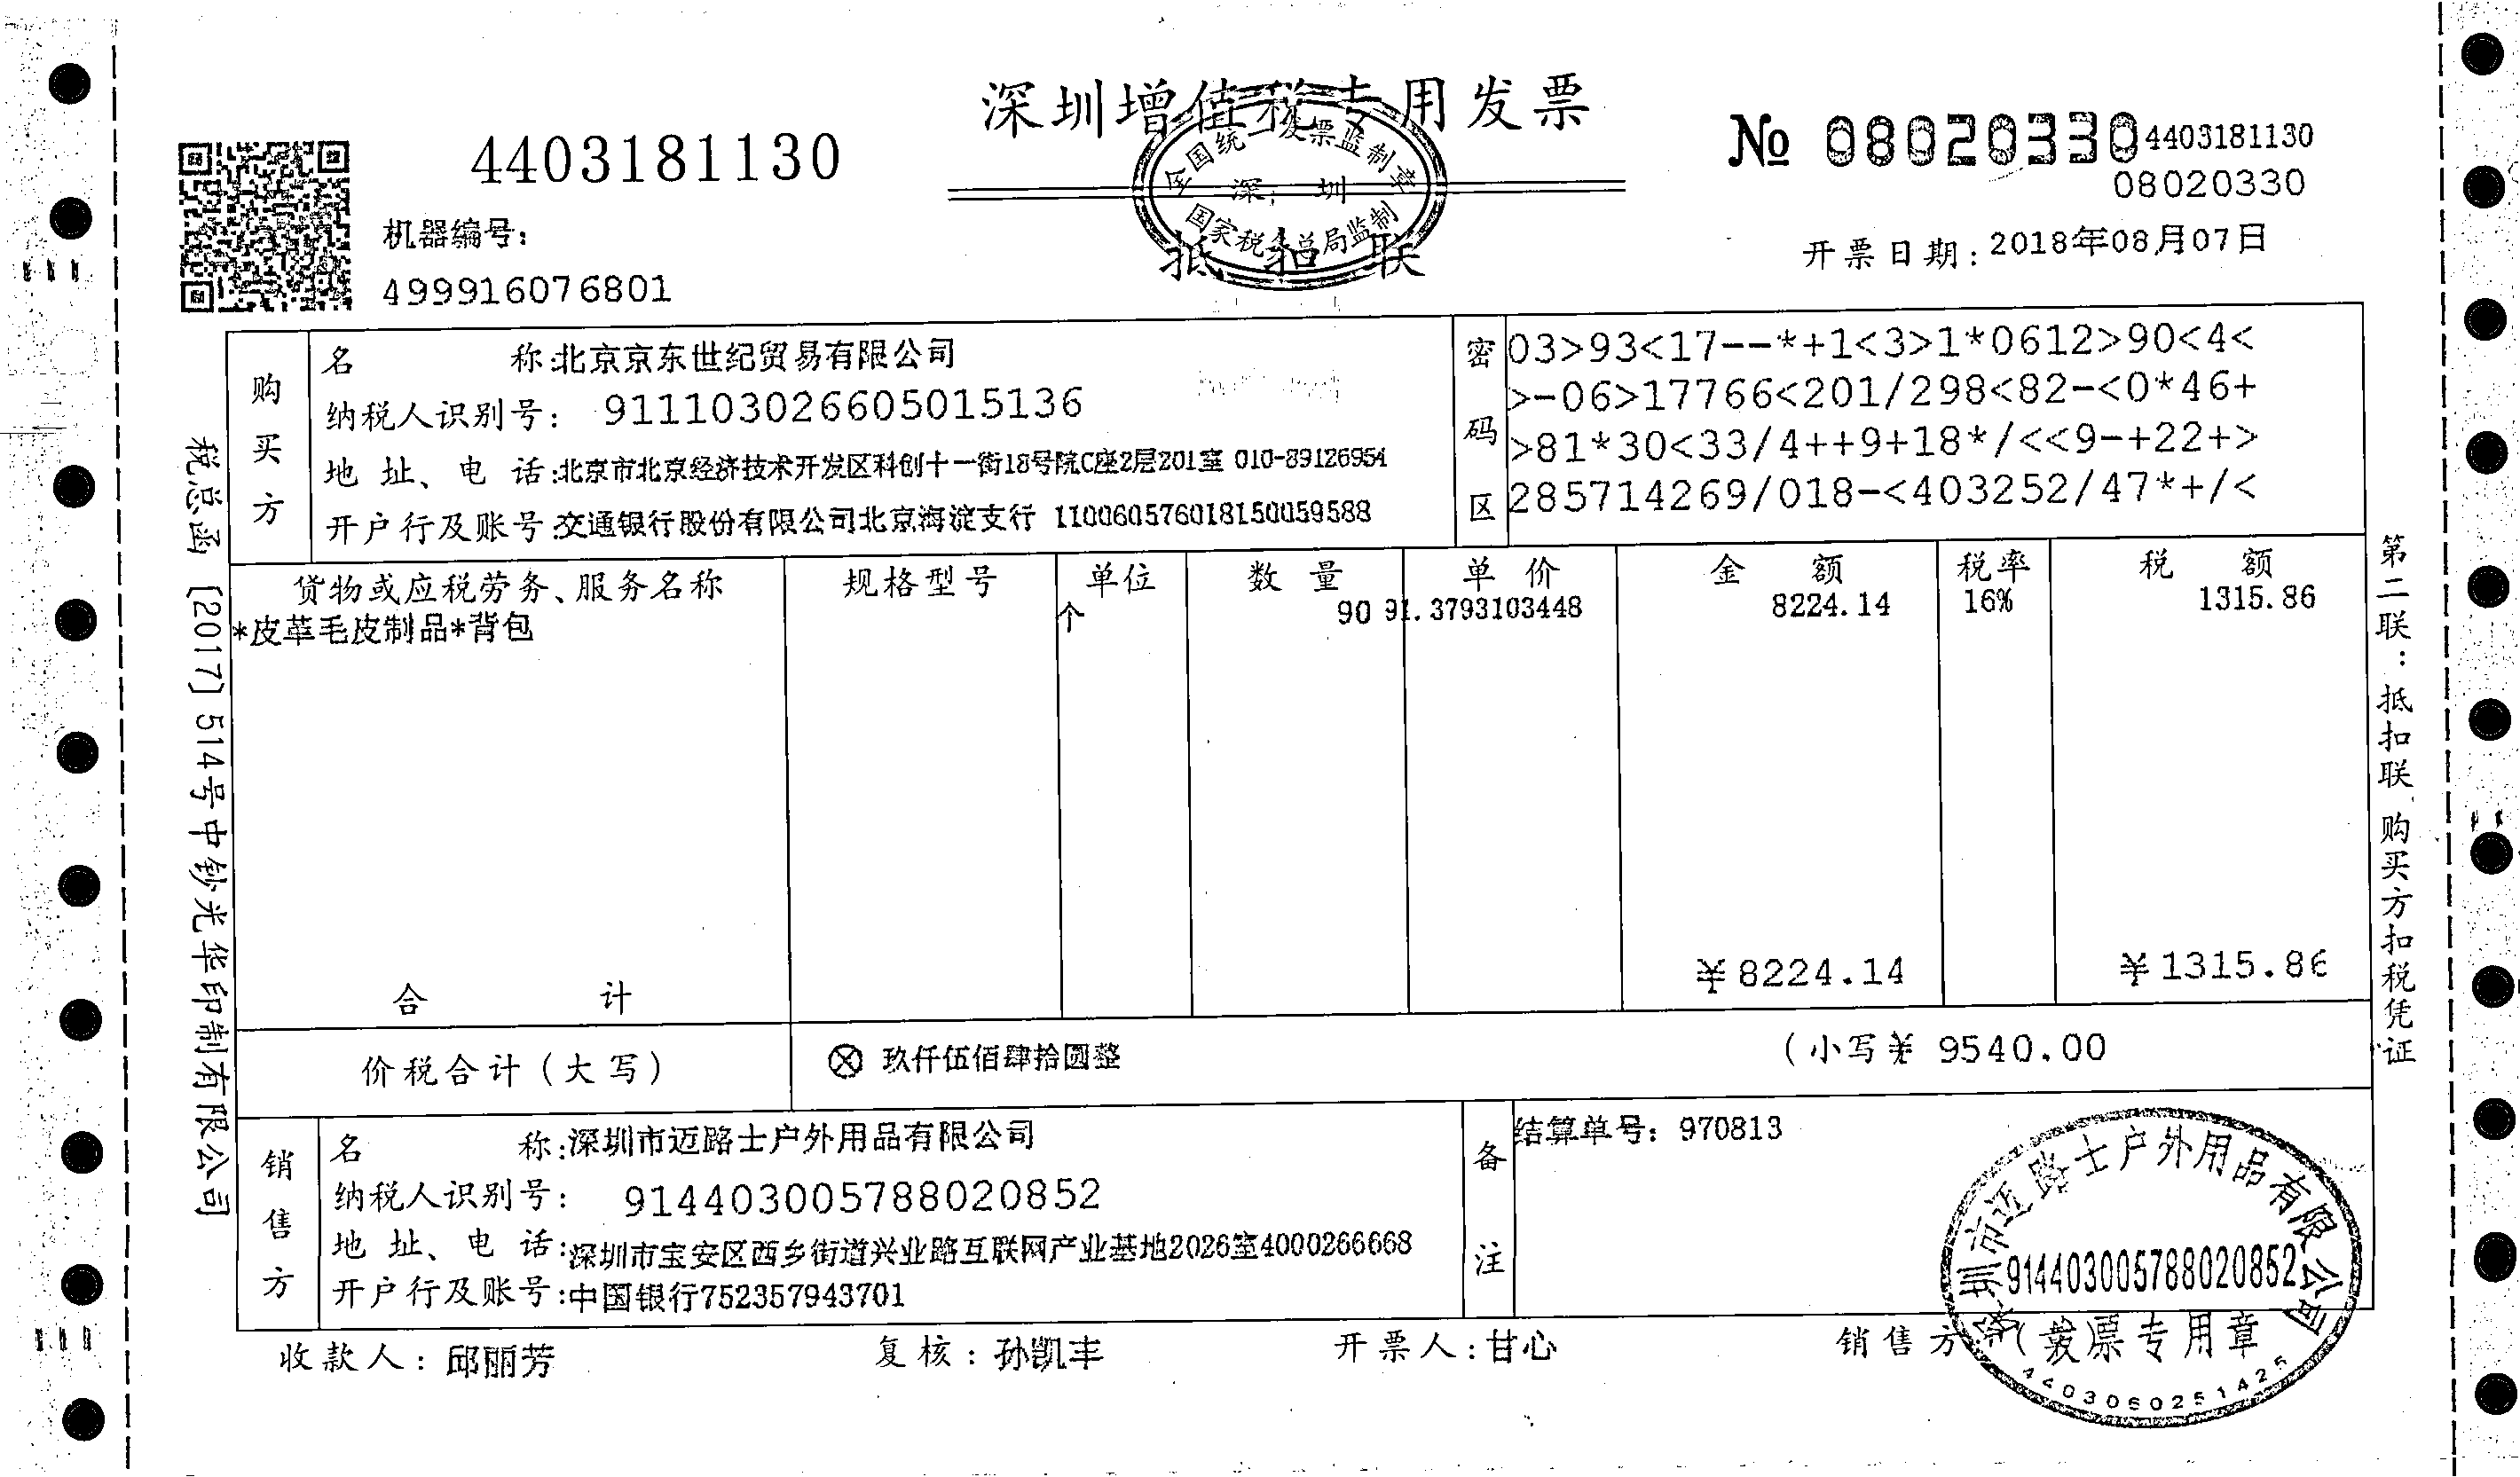 深圳增值税专用发票
4403181130
№ 08020330
4403181130
08020330
全国统一发票监制章
深圳
国家税务总局监制
抵扣联
机器编号:
499916076801
开票日期: 2018年08月07日
购买方
名称:北京京东世纪贸易有限公司
纳税人识别号: 911103026605015136
地址、电话:北京市北京经济技术开发区科创十一街18号院C座2层201室 010-89126954
开户行及账号:交通银行股份有限公司北京海淀支行 110060576018150059588
密码区
03>93<17--*+1<3>1*0612>90<4<
>-06>17766<201/298<82-<0*46+
>81*30<33/4++9+18*/<<9-+22+>
285714269/018-<403252/47*+/<
货物或应税劳务、服务名称 规格型号 单位 数量 单价 金额 税率 税额
*皮革毛皮制品*背包 个 90 91.3793103448 8224.14 16% 1315.86
合计 ¥8224.14 ¥1315.86
价税合计(大写) ⊗玖仟伍佰肆拾圆整 (小写¥ 9540.00
销售方
名称:深圳市迈路士户外用品有限公司
纳税人识别号: 914403005788020852
地址、电话:深圳市宝安区西乡街道兴业路互联网产业基地2026室4000266668
开户行及账号:中国银行752357943701
备注
结算单号: 970813
收款人: 邱丽芳 复核: 孙凯丰 开票人: 甘心 销售方:(
深圳市迈路士户外用品有限公司
914403005788020852
发票专用章
税总函[2017]514号中钞光华印制有限公司
第二联:抵扣联 购买方扣税凭证